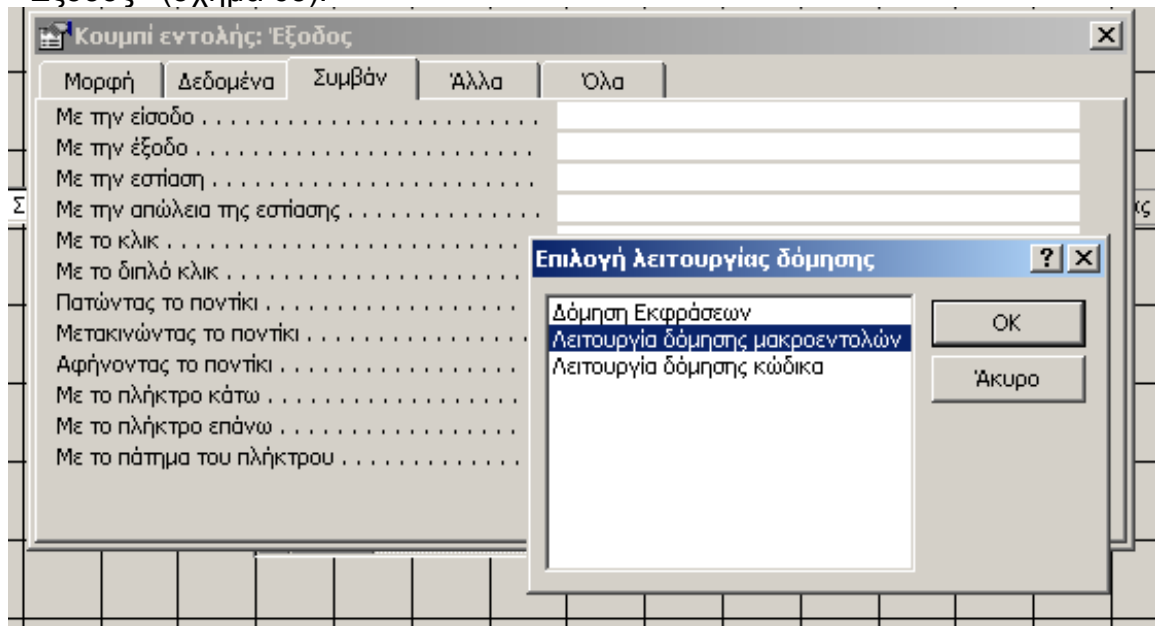 Κουμπί εντολής: Έξοδος
Μορφή Δεδομένα Συμβάν Άλλα Όλα
Με την είσοδο . . . . . . . . . . . . . . . . . . . . . . . . .
Με την έξοδο . . . . . . . . . . . . . . . . . . . . . . . . .
Με την εστίαση . . . . . . . . . . . . . . . . . . . . . . . .
Με την απώλεια της εστίασης . . . . . . . . . . . . . . .
Με το κλικ . . . . . . . . . . . . . . . . . . . . . . . . . . .
Με το διπλό κλικ . . . . . . . . . . . . . . . . . . . . . .
Πατώντας το ποντίκι . . . . . . . . . . . . . . . . . . .
Μετακινώντας το ποντίκι . . . . . . . . . . . . . . . .
Αφήνοντας το ποντίκι . . . . . . . . . . . . . . . . . .
Με το πλήκτρο κάτω . . . . . . . . . . . . . . . . . . .
Με το πλήκτρο επάνω . . . . . . . . . . . . . . . . . .
Με το πάτημα του πλήκτρου . . . . . . . . . . . . .
Επιλογή λειτουργίας δόμησης
Δόμηση Εκφράσεων
Λειτουργία δόμησης μακροεντολών
Λειτουργία δόμησης κώδικα
OK
Άκυρο
Σ
ς